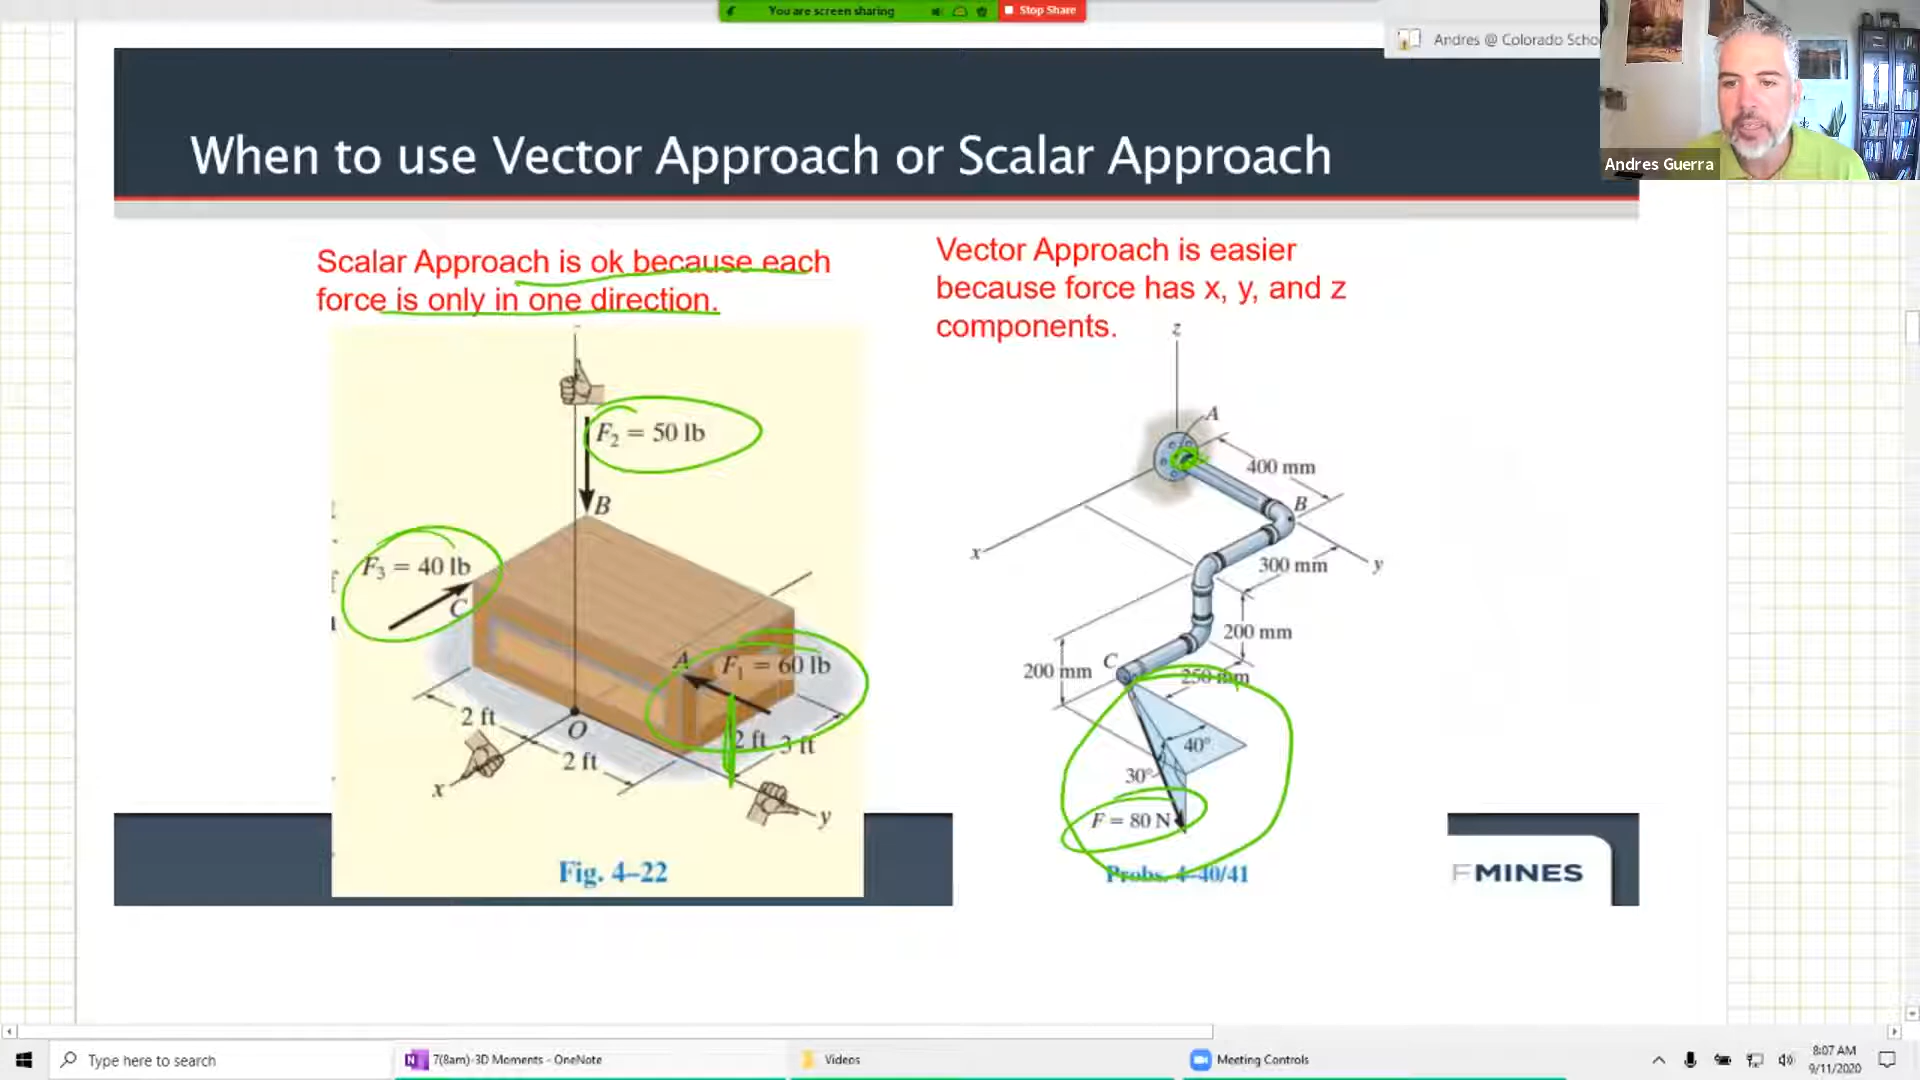 You are screen sharing
Stop Share
Andres @ Colorado Scho
Andres Guerra
When to use Vector Approach or Scalar Approach
Scalar Approach is ok because each
force is only in one direction.
F2 = 50 lb
B
F3 = 40 lb
C
A
F1 = 60 lb
2 ft
O
2 ft
2 ft
3 ft
x
y
Fig. 4–22
Vector Approach is easier
because force has x, y, and z
components.
z
A
400 mm
B
x
300 mm
y
200 mm
200 mm
C
250 mm
40°
30°
F = 80 N
Probs. 4–40/41
MINES
Type here to search
7(8am)-3D Moments - OneNote
Videos
Meeting Controls
8:07 AM
9/11/2020